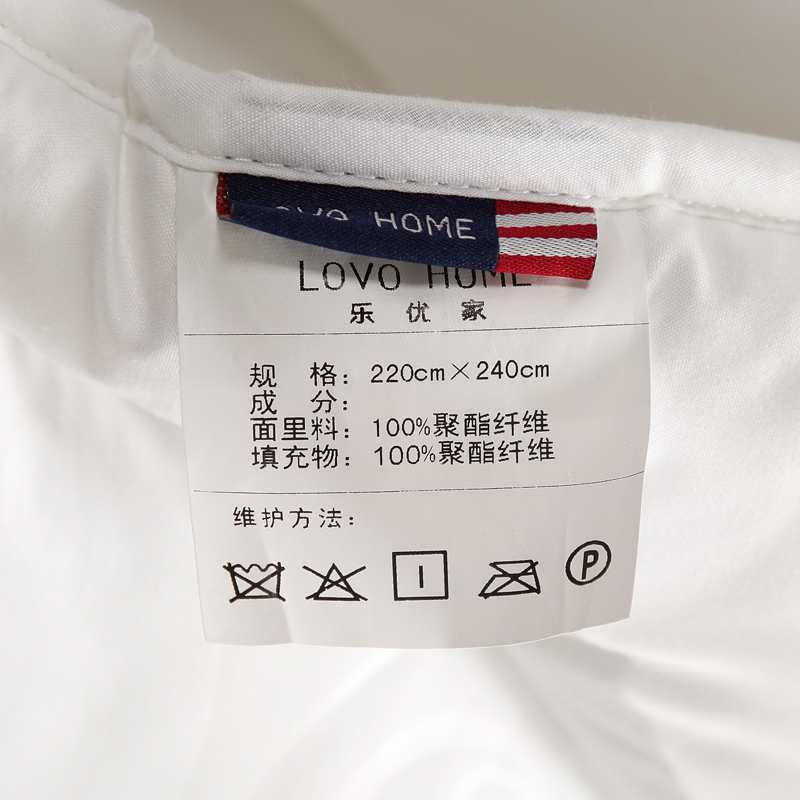 LOVO HOME
LOVO HOME
乐优家
规 格：220cm×240cm
成 分：
面里料：100%聚酯纤维
填充物：100%聚酯纤维
维护方法：
P